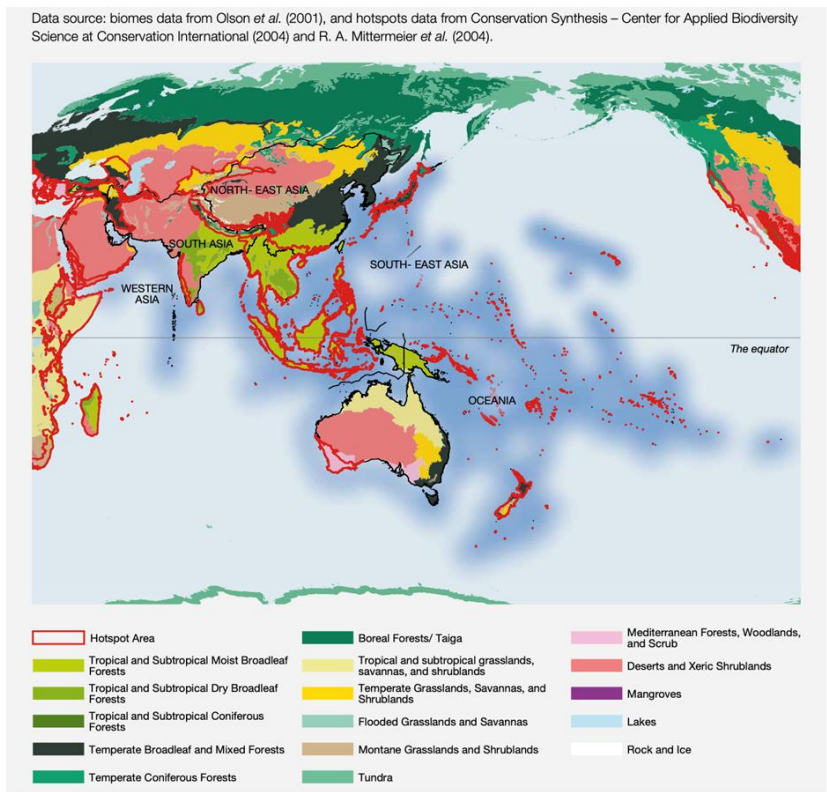 Data source: biomes data from Olson et al. (2001), and hotspots data from Conservation Synthesis – Center for Applied Biodiversity
Science at Conservation International (2004) and R. A. Mittermeier et al. (2004).
NORTH- EAST ASIA
SOUTH ASIA
SOUTH- EAST ASIA
WESTERN
ASIA
The equator
OCEANIA
Hotspot Area
Tropical and Subtropical Moist Broadleaf
Forests
Tropical and Subtropical Dry Broadleaf
Forests
Tropical and Subtropical Coniferous
Forests
Temperate Broadleaf and Mixed Forests
Temperate Coniferous Forests
Boreal Forests/ Taiga
Tropical and subtropical grasslands,
savannas, and shrublands
Temperate Grasslands, Savannas, and
Shrublands
Flooded Grasslands and Savannas
Montane Grasslands and Shrublands
Tundra
Mediterranean Forests, Woodlands,
and Scrub
Deserts and Xeric Shrublands
Mangroves
Lakes
Rock and Ice